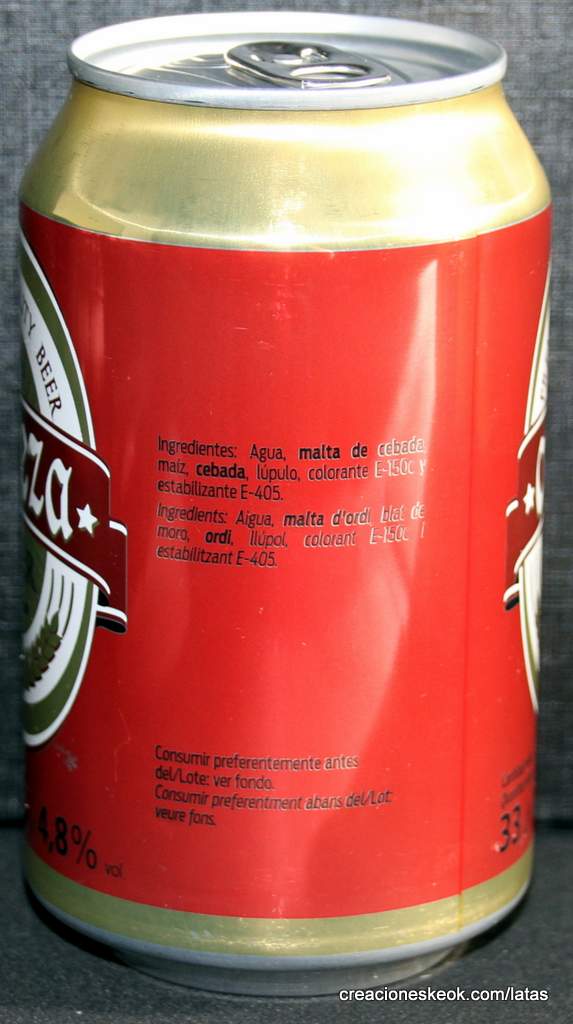 TY BEER
za
Ingredientes: Agua, malta de cebada,
maíz, cebada, lúpulo, colorante E-150c y
estabilizante E-405.
Ingredients: Aigua, malta d'ordi, blat de
moro, ordi, llúpol, colorant E-150c i
estabilitzant E-405.
Consumir preferentemente antes
del/Lote: ver fondo.
Consumir preferentment abans del/Lot:
veure fons.
4,8% vol
33
creacioneskeok.com/latas